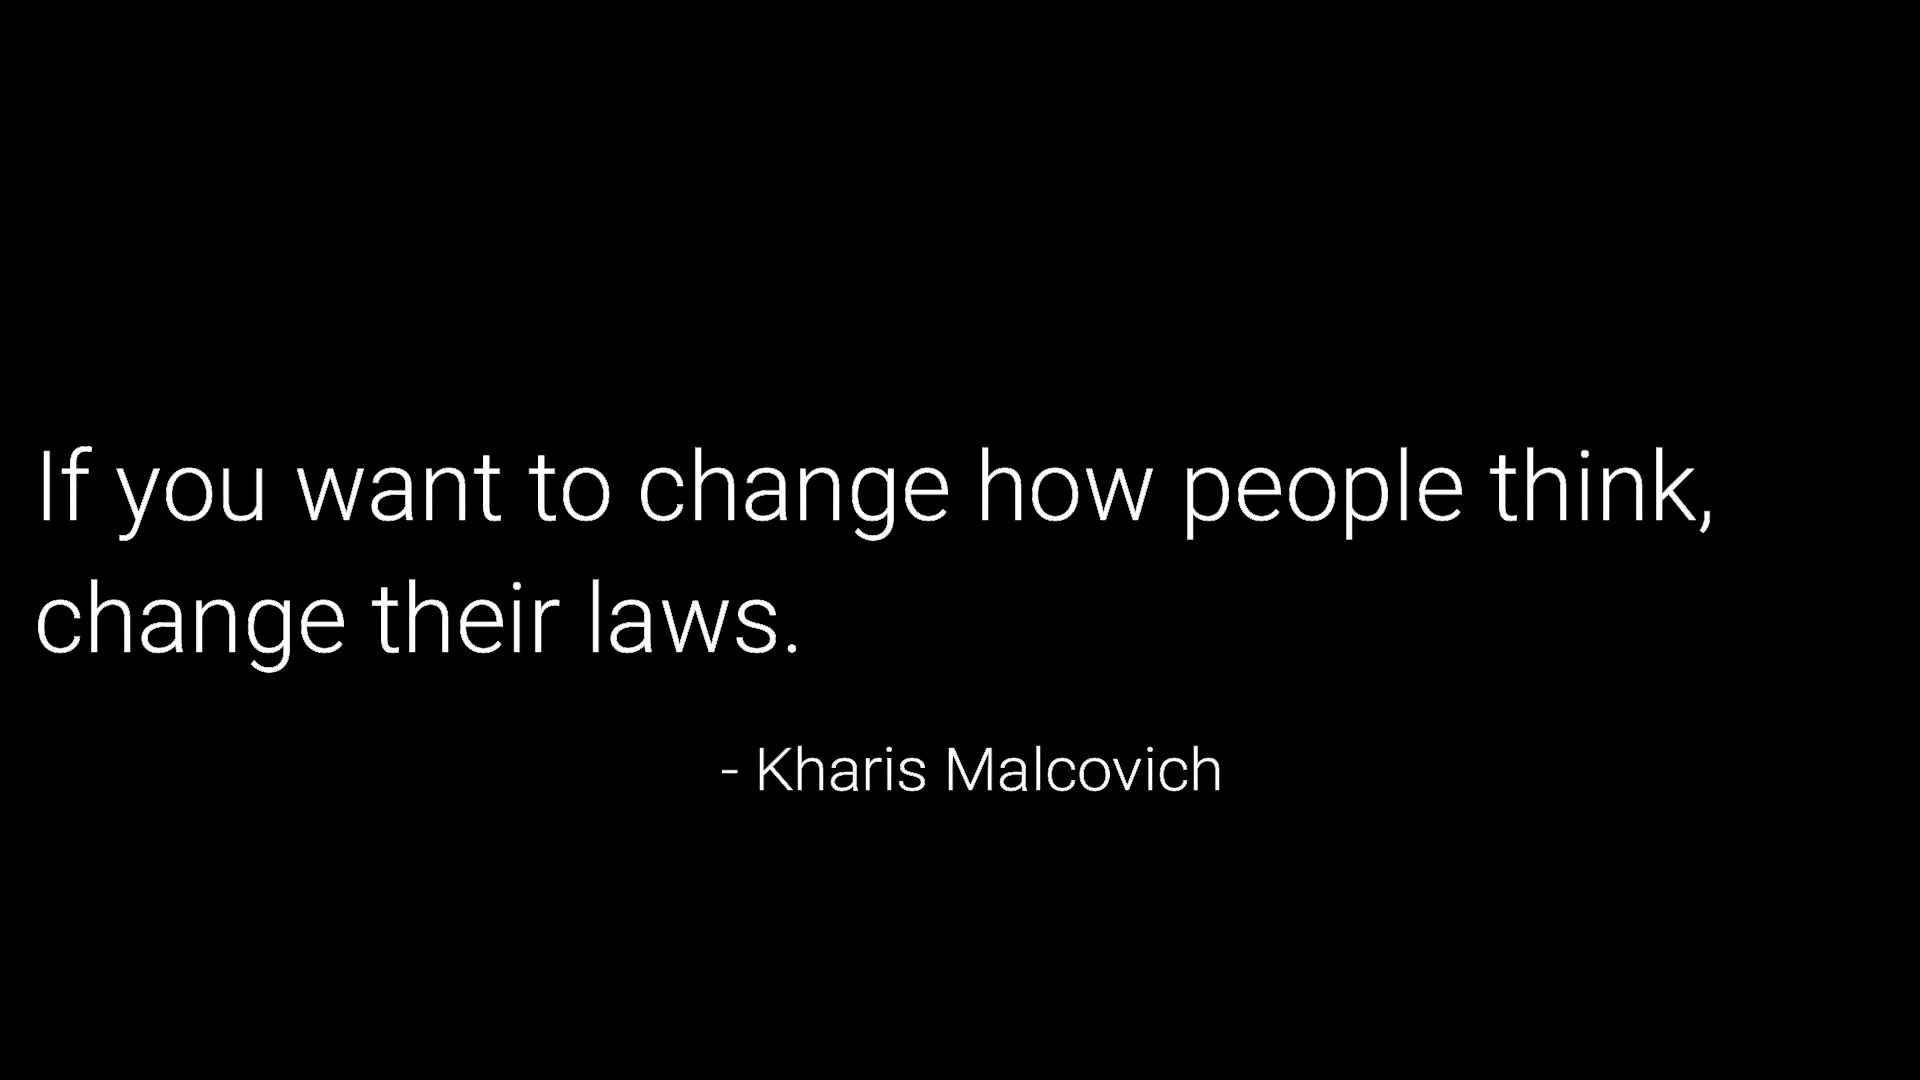 If you want to change how people think,
change their laws.
- Kharis Malcovich